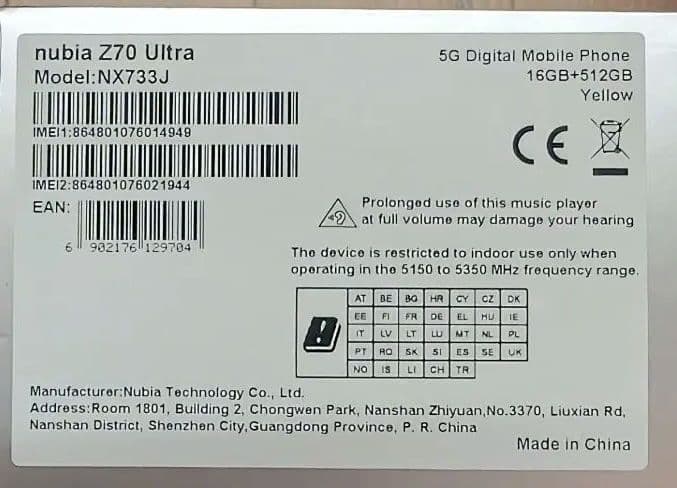 nubia Z70 Ultra
Model:NX733J
5G Digital Mobile Phone
16GB+512GB
Yellow
IMEI1:864801076014949
IMEI2:864801076021944
EAN:
6 902176 129704
CE
Prolonged use of this music player
at full volume may damage your hearing
The device is restricted to indoor use only when
operating in the 5150 to 5350 MHz frequency range.
AT BE BG HR CY CZ DK
EE FI FR DE EL HU IE
IT LV LT LU MT NL PL
PT RO SK SI ES SE UK
NO IS LI CH TR
Manufacturer:Nubia Technology Co., Ltd.
Address:Room 1801, Building 2, Chongwen Park, Nanshan Zhiyuan,No.3370, Liuxian Rd,
Nanshan District, Shenzhen City,Guangdong Province, P. R. China
Made in China